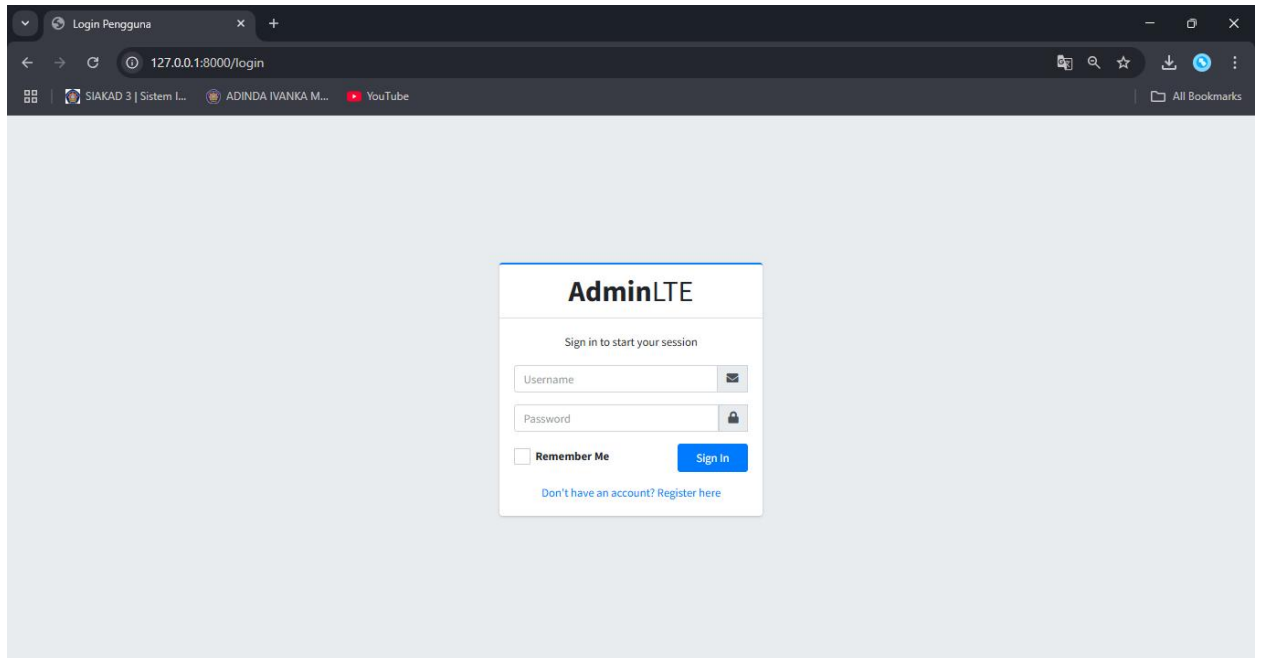 Login Pengguna
127.0.0.1:8000/login
SIAKAD 3 | Sistem I... ADINDA IVANKA M... YouTube All Bookmarks
AdminLTE
Sign in to start your session
Username
Password
Remember Me Sign In
Don't have an account? Register here